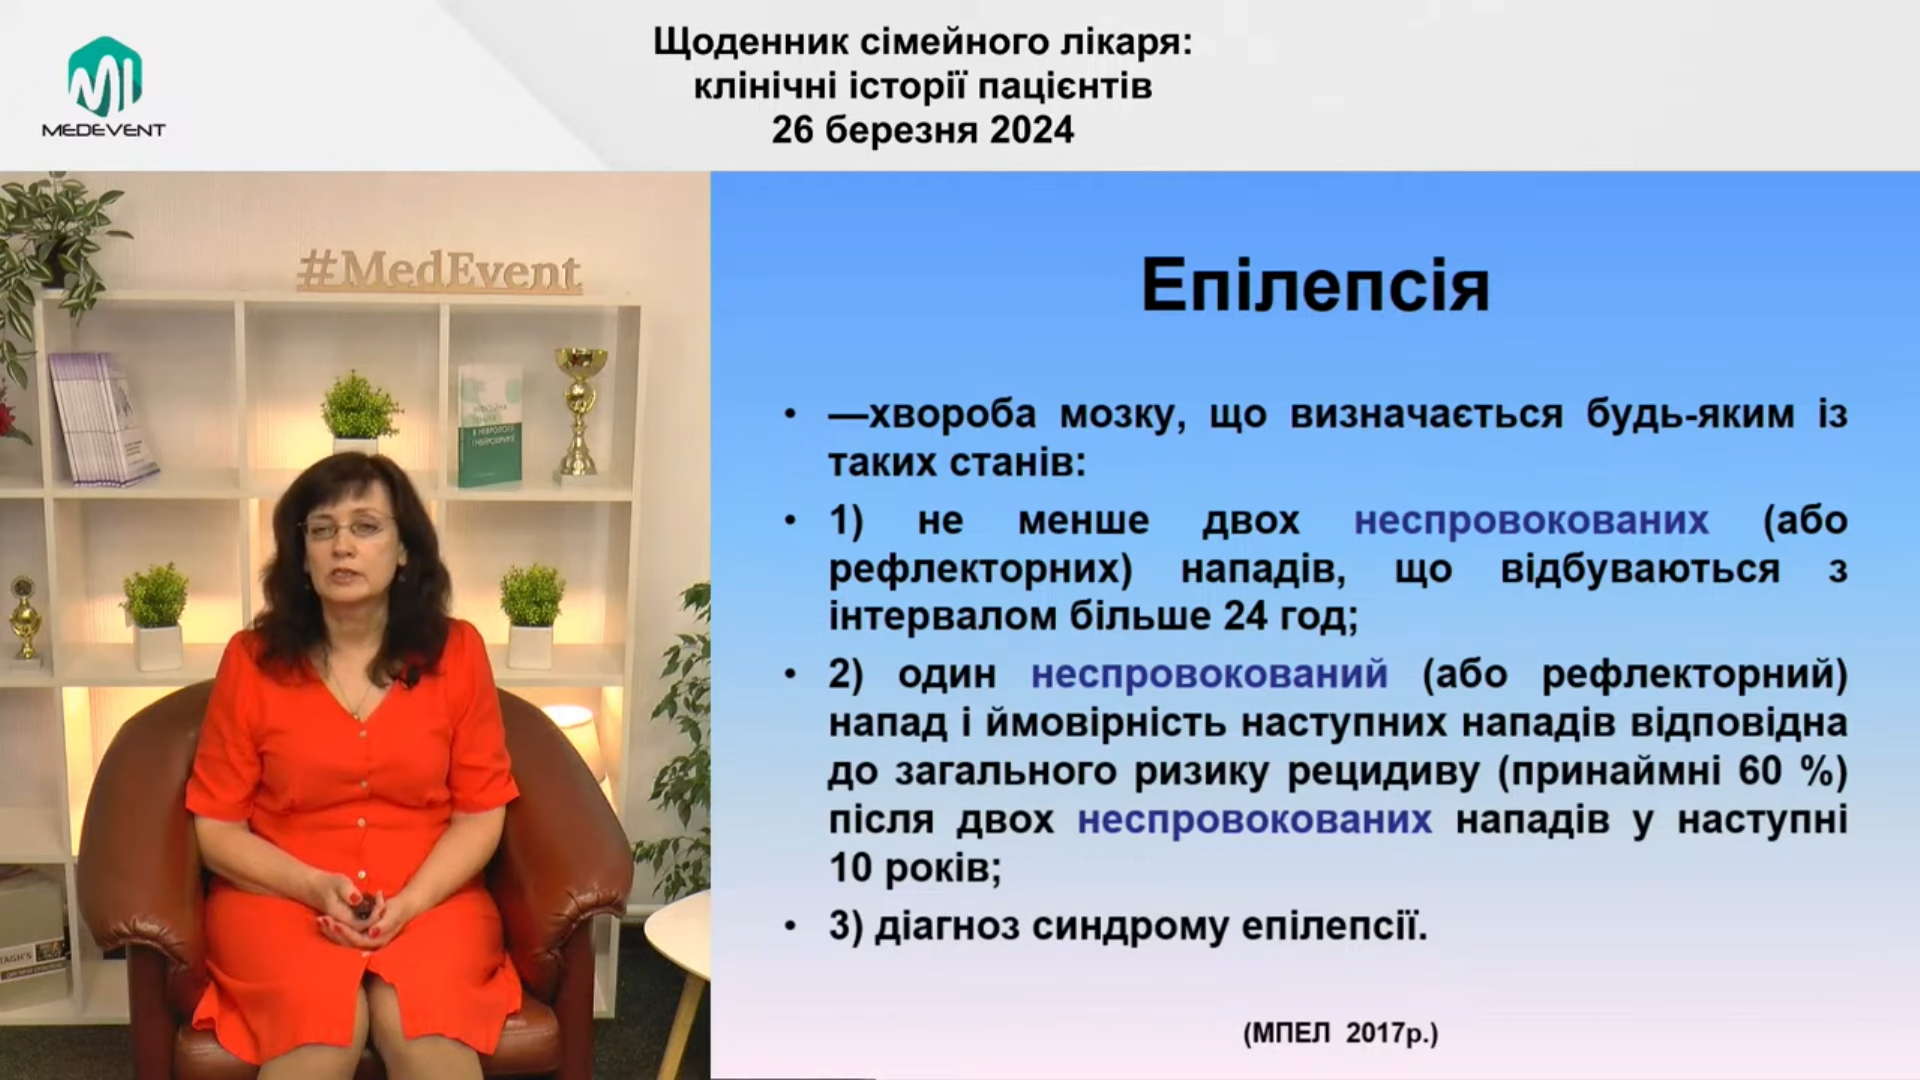 Щоденник сімейного лікаря:
клінічні історії пацієнтів
26 березня 2024
MEDEVENT
#MedEvent
Епілепсія
• —хвороба мозку, що визначається будь-яким із
таких станів:
• 1) не менше двох неспровокованих (або
рефлекторних) нападів, що відбуваються з
інтервалом більше 24 год;
• 2) один неспровокований (або рефлекторний)
напад і ймовірність наступних нападів відповідна
до загального ризику рецидиву (принаймні 60 %)
після двох неспровокованих нападів у наступні
10 років;
• 3) діагноз синдрому епілепсії.
(МПЕЛ 2017р.)